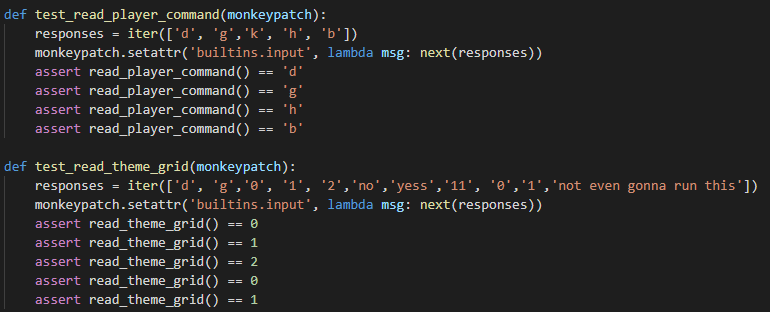 def test_read_player_command(monkeypatch):
    responses = iter(['d', 'g','k', 'h', 'b'])
    monkeypatch.setattr('builtins.input', lambda msg: next(responses))
    assert read_player_command() == 'd'
    assert read_player_command() == 'g'
    assert read_player_command() == 'h'
    assert read_player_command() == 'b'

def test_read_theme_grid(monkeypatch):
    responses = iter(['d', 'g','0', '1', '2','no','yess','11', '0','1','not even gonna run this'])
    monkeypatch.setattr('builtins.input', lambda msg: next(responses))
    assert read_theme_grid() == 0
    assert read_theme_grid() == 1
    assert read_theme_grid() == 2
    assert read_theme_grid() == 0
    assert read_theme_grid() == 1